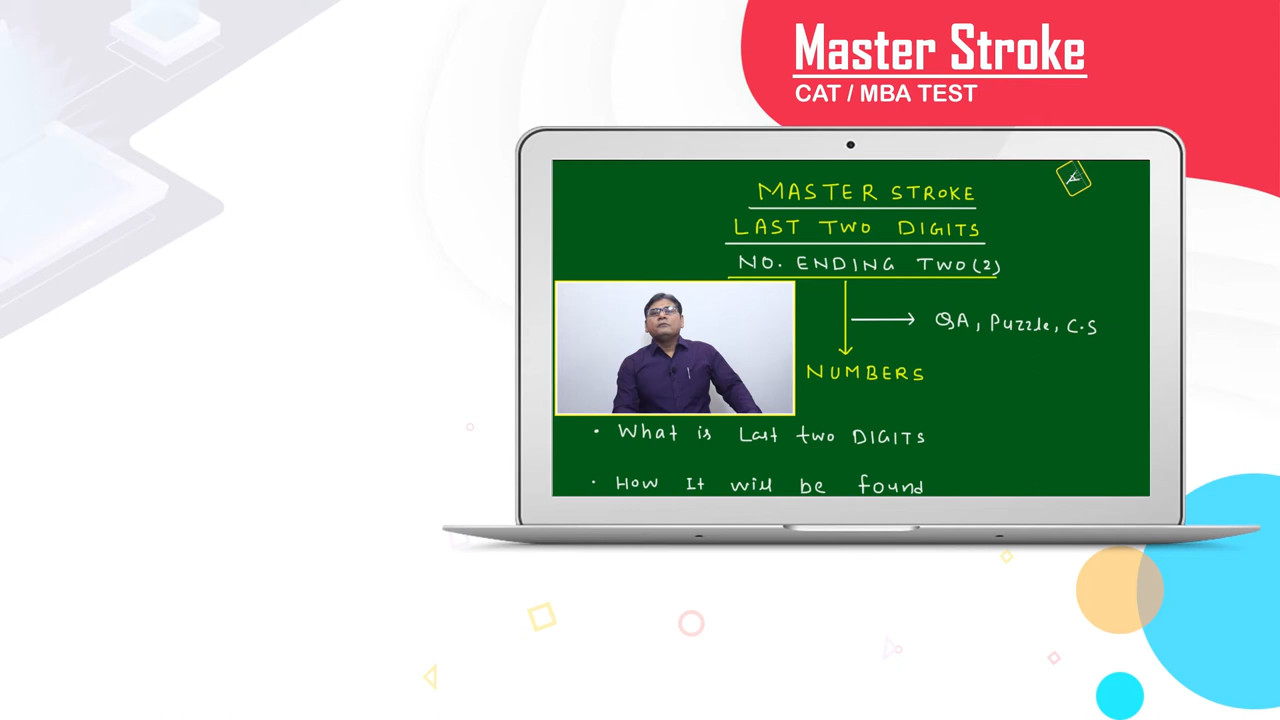 Master Stroke
CAT / MBA TEST
MASTER STROKE
LAST TWO DIGITS
NO. ENDING TWO(2)
QA, Puzzle, C.S
NUMBERS
• What is Last two DIGITS
• How It will be found